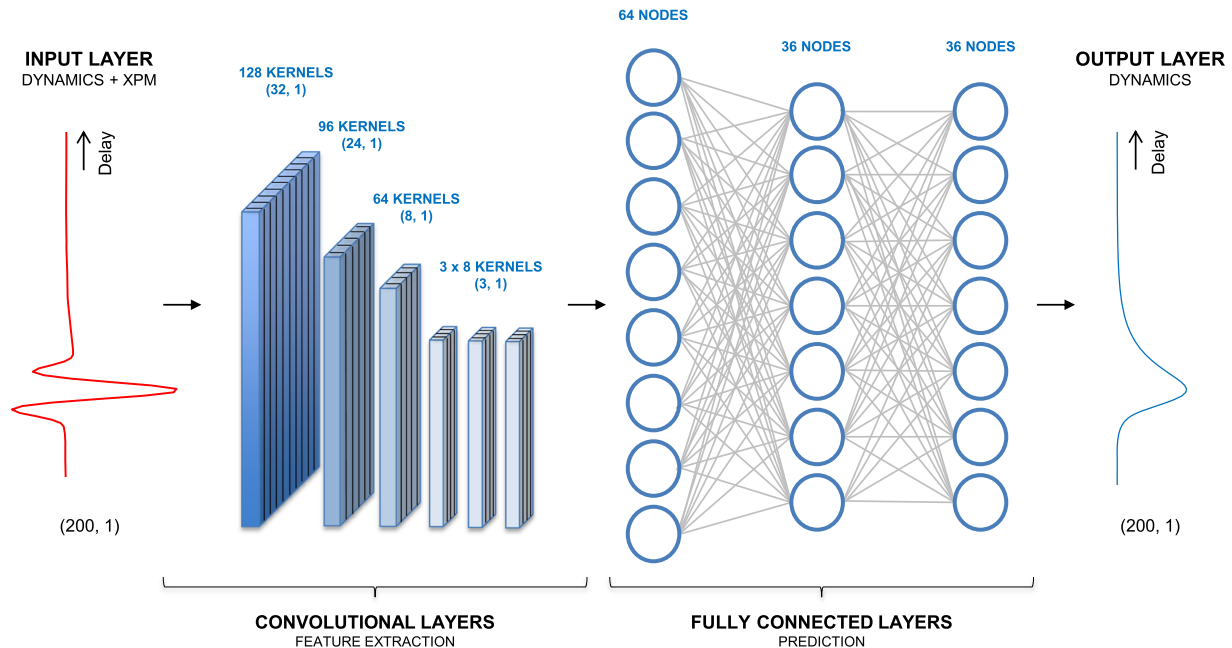 INPUT LAYER
DYNAMICS + XPM
Delay
(200, 1)
128 KERNELS
(32, 1)
96 KERNELS
(24, 1)
64 KERNELS
(8, 1)
3 x 8 KERNELS
(3, 1)
CONVOLUTIONAL LAYERS
FEATURE EXTRACTION
64 NODES
36 NODES
36 NODES
FULLY CONNECTED LAYERS
PREDICTION
OUTPUT LAYER
DYNAMICS
Delay
(200, 1)